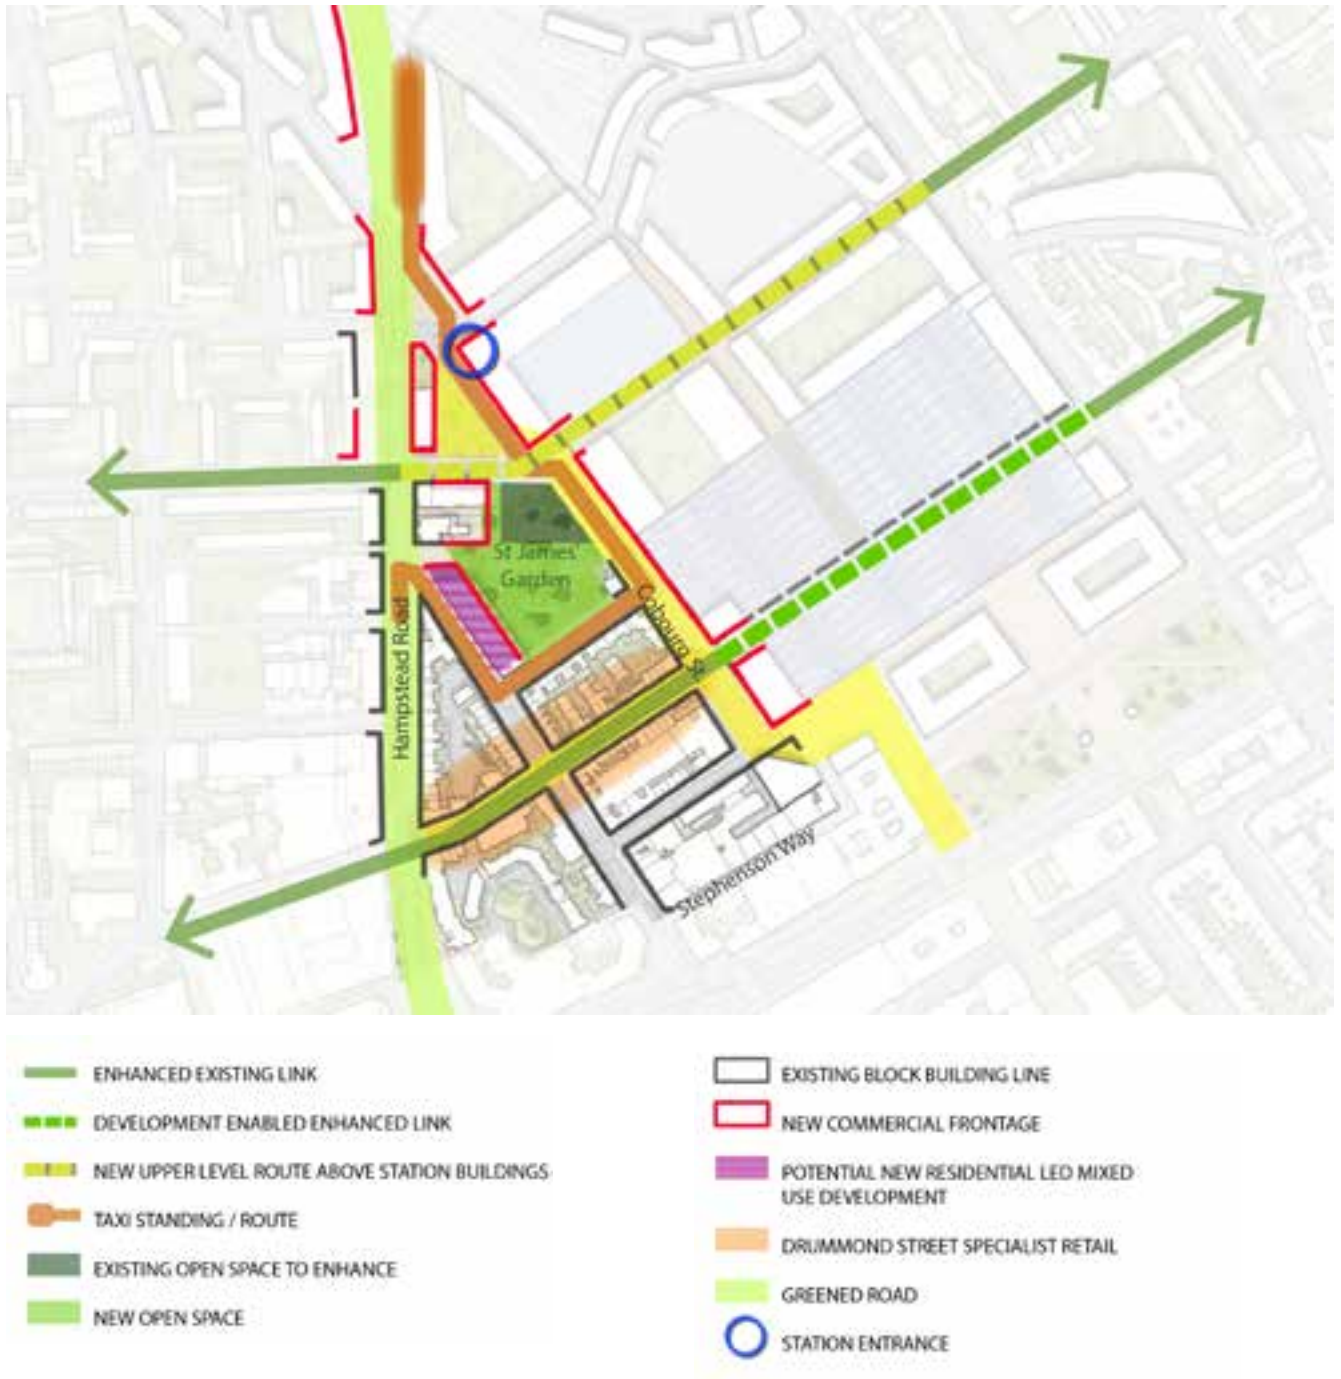 St James'
Garden
Cobourg St
Hampstead Road
Stephenson Way
ENHANCED EXISTING LINK
DEVELOPMENT ENABLED ENHANCED LINK
NEW UPPER LEVEL ROUTE ABOVE STATION BUILDINGS
TAXI STANDING / ROUTE
EXISTING OPEN SPACE TO ENHANCE
NEW OPEN SPACE
EXISTING BLOCK BUILDING LINE
NEW COMMERCIAL FRONTAGE
POTENTIAL NEW RESIDENTIAL LED MIXED
USE DEVELOPMENT
DRUMMOND STREET SPECIALIST RETAIL
GREENED ROAD
STATION ENTRANCE